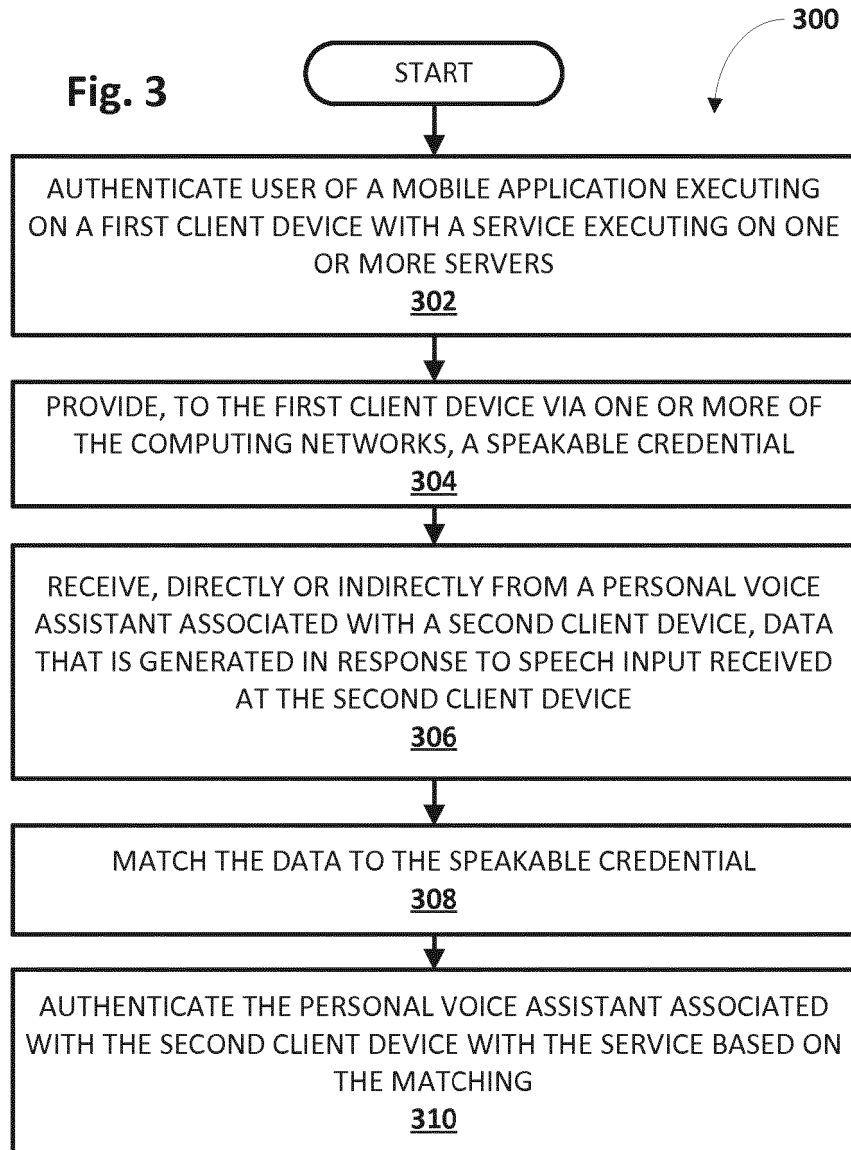 300
START
Fig. 3
AUTHENTICATE USER OF A MOBILE APPLICATION EXECUTING
ON A FIRST CLIENT DEVICE WITH A SERVICE EXECUTING ON ONE
OR MORE SERVERS
302
PROVIDE, TO THE FIRST CLIENT DEVICE VIA ONE OR MORE OF
THE COMPUTING NETWORKS, A SPEAKABLE CREDENTIAL
304
RECEIVE, DIRECTLY OR INDIRECTLY FROM A PERSONAL VOICE
ASSISTANT ASSOCIATED WITH A SECOND CLIENT DEVICE, DATA
THAT IS GENERATED IN RESPONSE TO SPEECH INPUT RECEIVED
AT THE SECOND CLIENT DEVICE
306
MATCH THE DATA TO THE SPEAKABLE CREDENTIAL
308
AUTHENTICATE THE PERSONAL VOICE ASSISTANT ASSOCIATED
WITH THE SECOND CLIENT DEVICE WITH THE SERVICE BASED ON
THE MATCHING
310